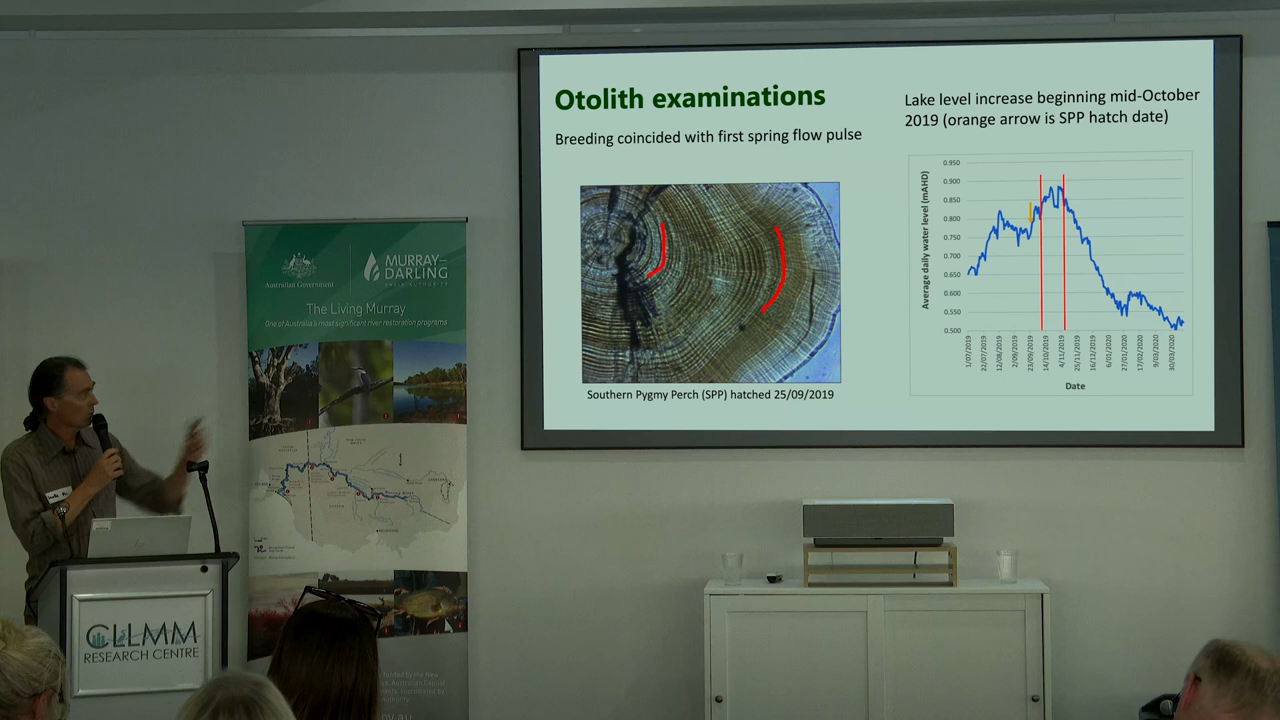 Otolith examinations
Breeding coincided with first spring flow pulse
Lake level increase beginning mid-October
2019 (orange arrow is SPP hatch date)
Average daily water level (mAHD)
0.950
0.900
0.850
0.800
0.750
0.700
0.650
0.600
0.550
0.500
1/07/2019
22/07/2019
12/08/2019
2/09/2019
23/09/2019
14/10/2019
4/11/2019
25/11/2019
16/12/2019
6/01/2020
27/01/2020
17/02/2020
9/03/2020
30/03/2020
Date
Southern Pygmy Perch (SPP) hatched 25/09/2019
Australian Government
MURRAY–
DARLING
BASIN AUTHORITY
The Living Murray
One of Australia's most significant river restoration programs
CLLMM
RESEARCH CENTRE